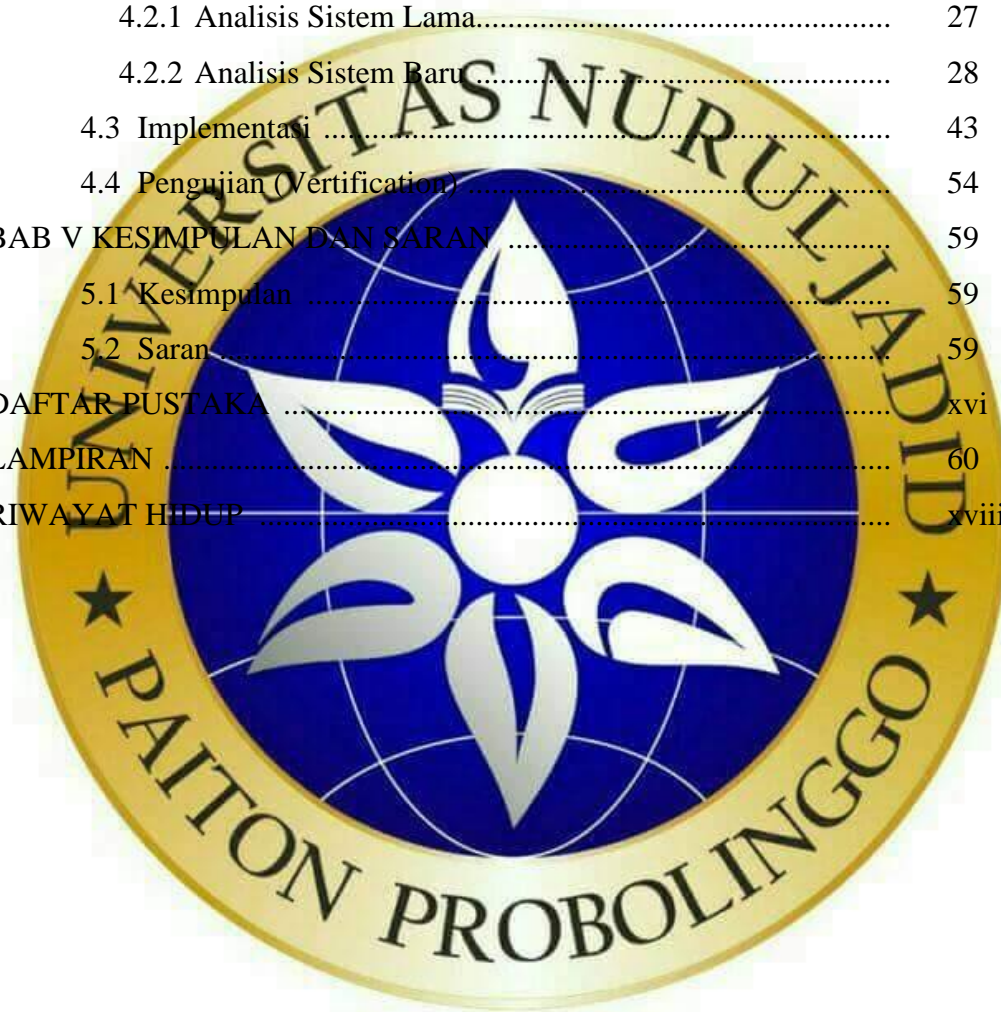 4.2.1 Analisis Sistem Lama.................................................... 27
4.2.2 Analisis Sistem Baru .................................................... 28
4.3 Implementasi .................................................... 43
4.4 Pengujian (Vertification) .................................................... 54
BAB V KESIMPULAN DAN SARAN .................................................... 59
5.1 Kesimpulan .................................................... 59
5.2 Saran .................................................... 59
DAFTAR PUSTAKA .................................................... xvi
LAMPIRAN .................................................... 60
RIWAYAT HIDUP .................................................... xviii
UNIVERSITAS NURUL JADID
PAITON PROBOLINGGO